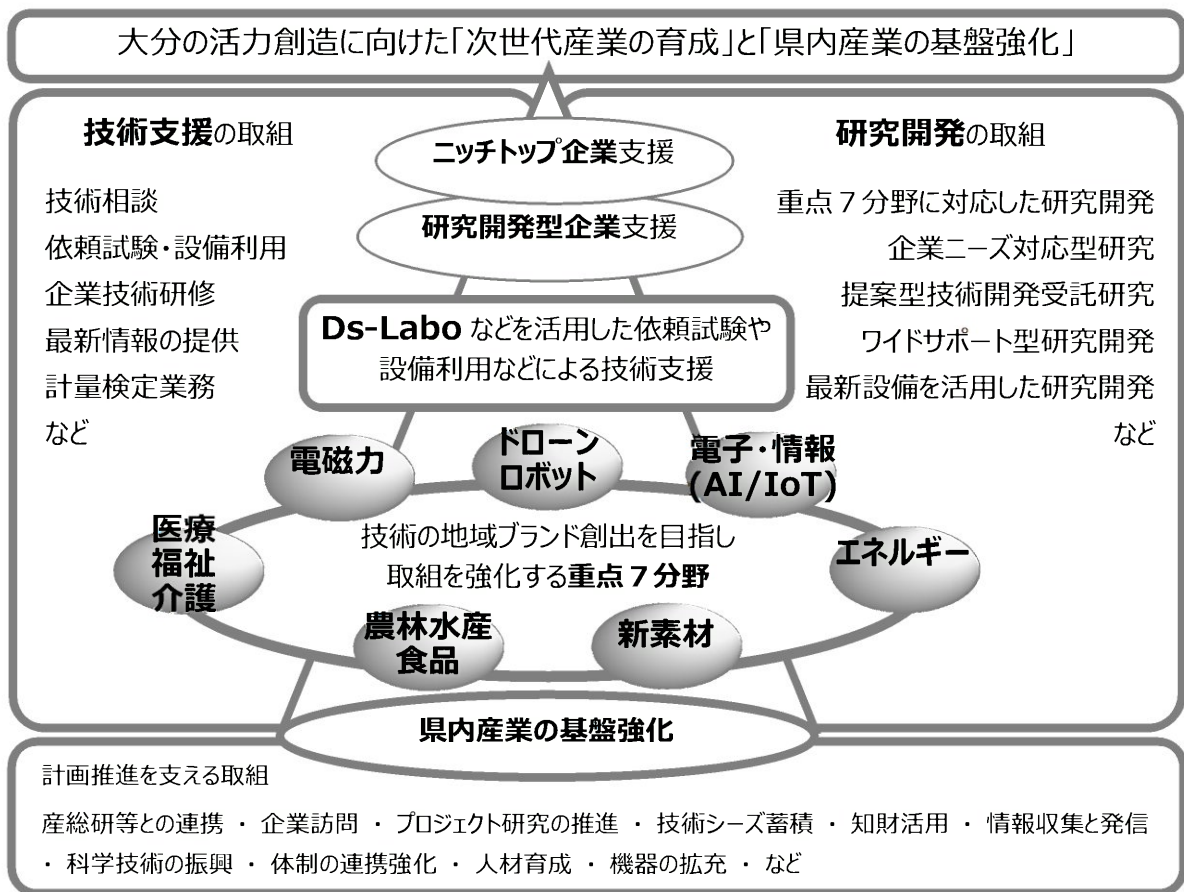 大分の活力創造に向けた「次世代産業の育成」と「県内産業の基盤強化」
技術支援の取組
技術相談
依頼試験・設備利用
企業技術研修
最新情報の提供
計量検定業務
など
ニッチトップ企業支援
研究開発型企業支援
Ds-Labo などを活用した依頼試験や
設備利用などによる技術支援
研究開発の取組
重点７分野に対応した研究開発
企業ニーズ対応型研究
提案型技術開発受託研究
ワイドサポート型研究開発
最新設備を活用した研究開発
など
電磁力
ドローン
ロボット
電子・情報
(AI/IoT)
医療
福祉
介護
技術の地域ブランド創出を目指し
取組を強化する重点７分野
エネルギー
農林水産
食品
新素材
県内産業の基盤強化
計画推進を支える取組
産総研等との連携 ・ 企業訪問 ・ プロジェクト研究の推進 ・ 技術シーズ蓄積 ・ 知財活用 ・ 情報収集と発信
・ 科学技術の振興 ・ 体制の連携強化 ・ 人材育成 ・ 機器の拡充 ・ など